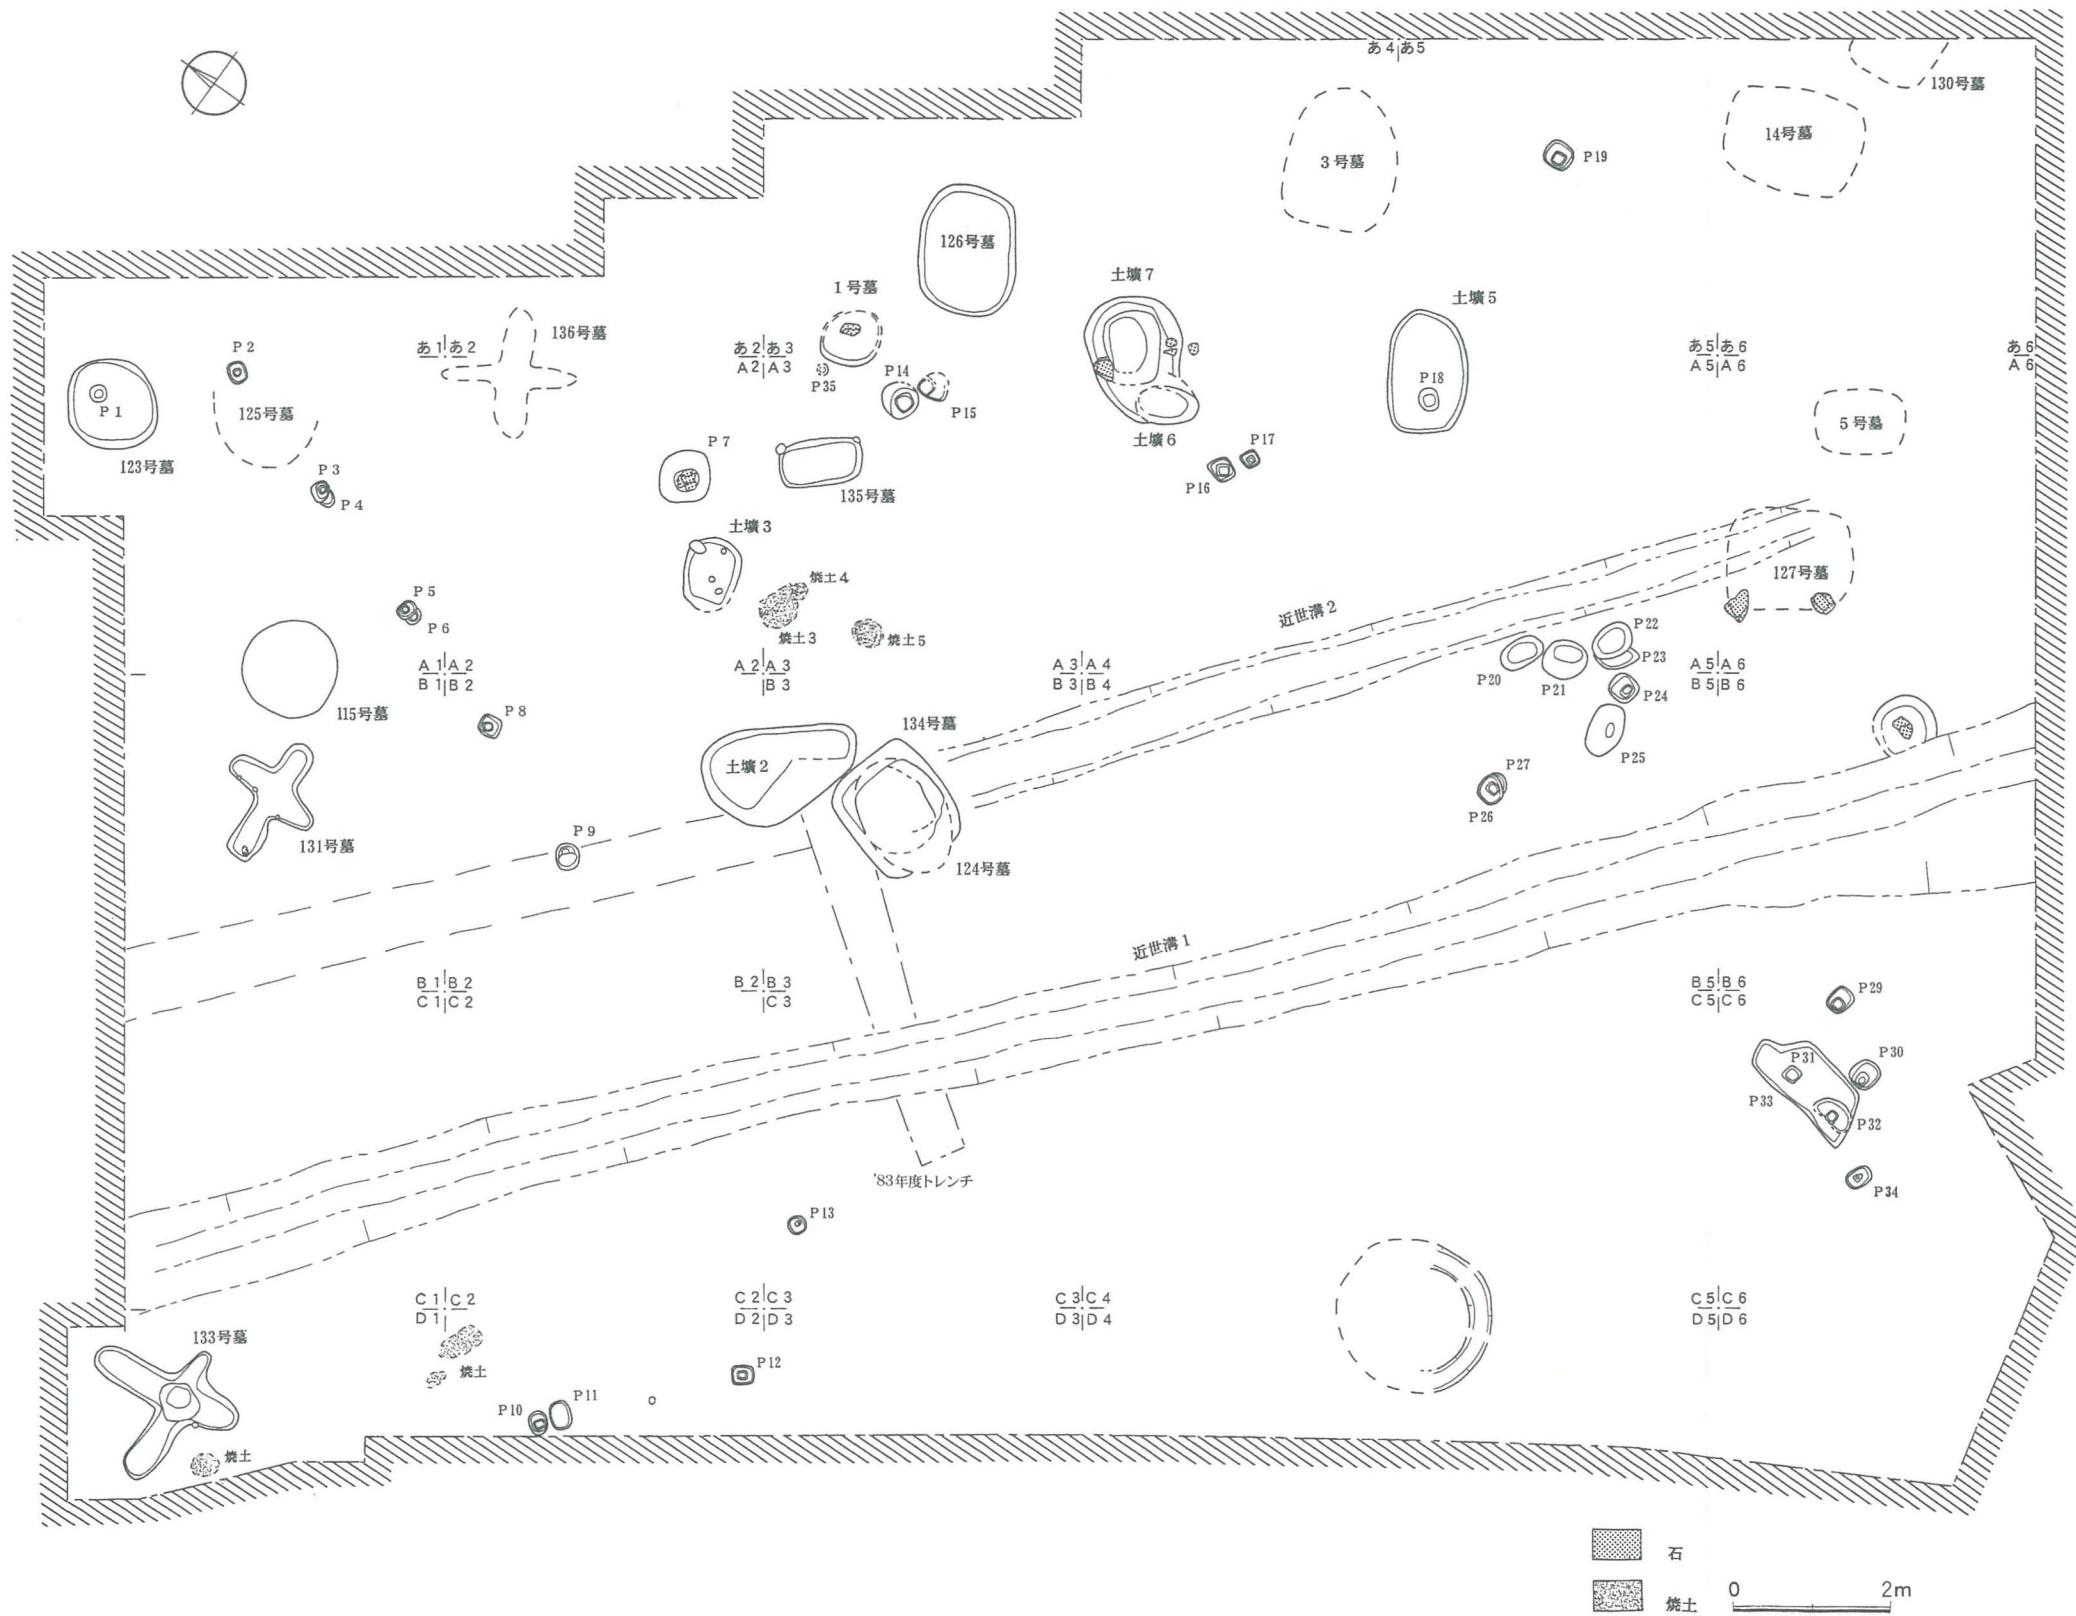 あ4 あ5
130号墓
14号墓
3号墓
P19
126号墓
土壙7
1号墓
土壙5
136号墓
P2
あ1 あ2
あ2 あ3
A2 A3
あ5 あ6
A5 A6
あ6
A6
P14
P35
P18
P1
125号墓
P15
5号墓
土壙6
P7
P17
123号墓
P3
P16
135号墓
P4
土壙3
127号墓
焼土4
P5
近世溝2
P6
焼土3
焼土5
P22
P23
A1 A2
B1 B2
A2 A3
B3
A3 A4
B3 B4
A5 A6
B5 B6
P20
P21
P24
115号墓
P8
134号墓
P25
土壙2
P27
P26
P9
131号墓
124号墓
近世溝1
B1 B2
C1 C2
B2 B3
C3
B5 B6
C5 C6
P29
P31
P30
P33
P32
'83年度トレンチ
P34
P13
C1 C2
D1
C2 C3
D2 D3
C3 C4
D3 D4
C5 C6
D5 D6
133号墓
焼土
P12
P10
P11
焼土
石
焼土
0 2m